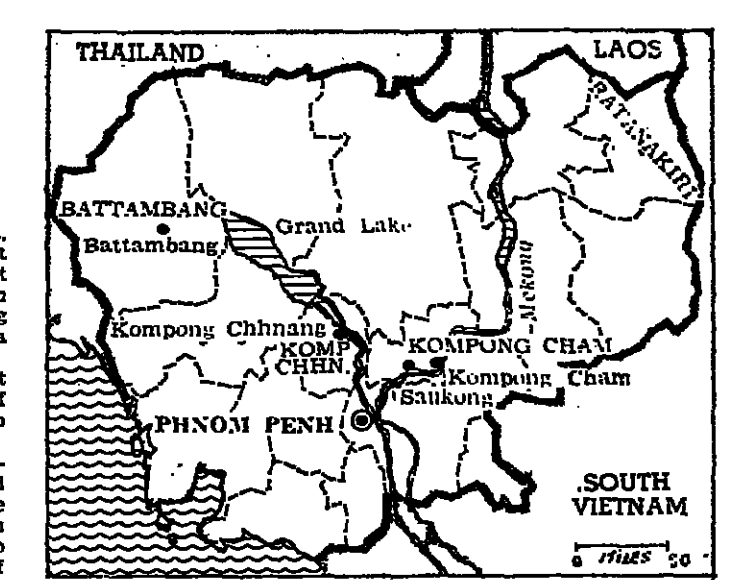 THAILAND
LAOS
RATANAKIRI
BATTAMBANG
Battambang
Grand Lake
Mekong
Kompong Chhnang
KOMP.
CHHN.
KOMPONG CHAM
Kompong Cham
Saukong
PHNOM PENH
.SOUTH
VIETNAM
0 MILES 50